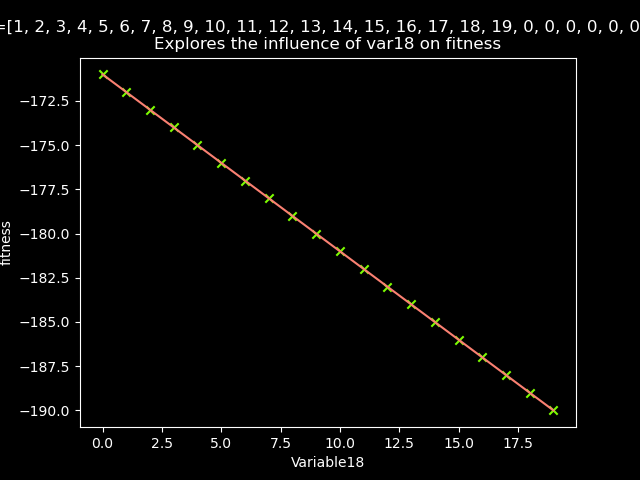 =[1, 2, 3, 4, 5, 6, 7, 8, 9, 10, 11, 12, 13, 14, 15, 16, 17, 18, 19, 0, 0, 0, 0, 0, 0
Explores the influence of var18 on fitness
−172.5
−175.0
−177.5
−180.0
−182.5
−185.0
−187.5
−190.0
fitness
0.0 2.5 5.0 7.5 10.0 12.5 15.0 17.5
Variable18